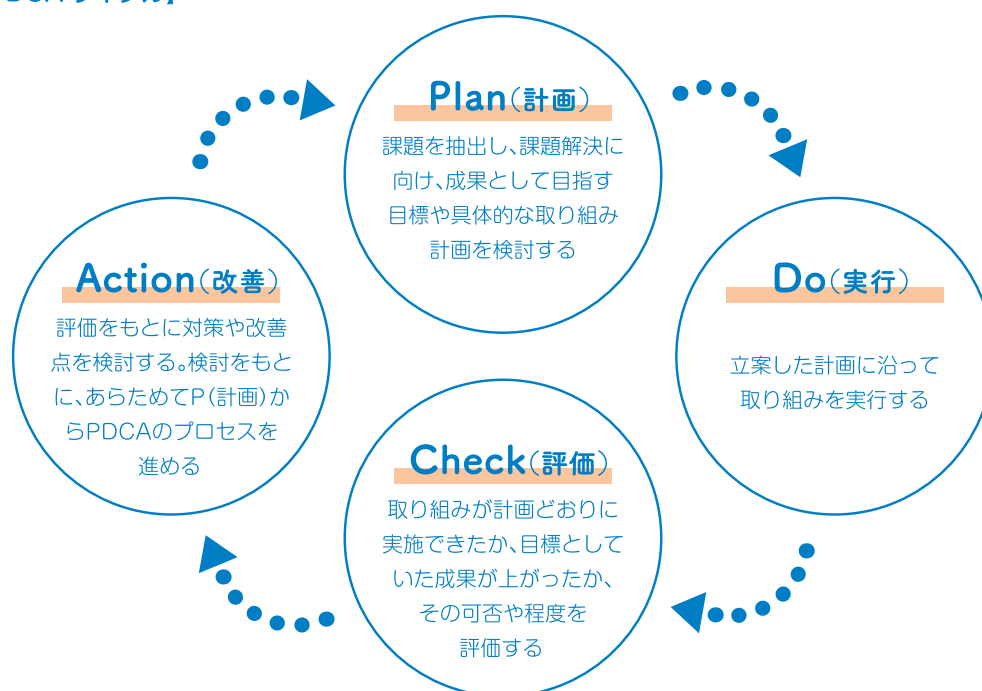 Plan(計画)
課題を抽出し、課題解決に
向け、成果として目指す
目標や具体的な取り組み
計画を検討する
Do(実行)
立案した計画に沿って
取り組みを実行する
Check(評価)
取り組みが計画どおりに
実施できたか、目標として
いた成果が上がったか、
その可否や程度を
評価する
Action(改善)
評価をもとに対策や改善
点を検討する。検討をもと
に、あらためてP(計画)か
らPDCAのプロセスを
進める